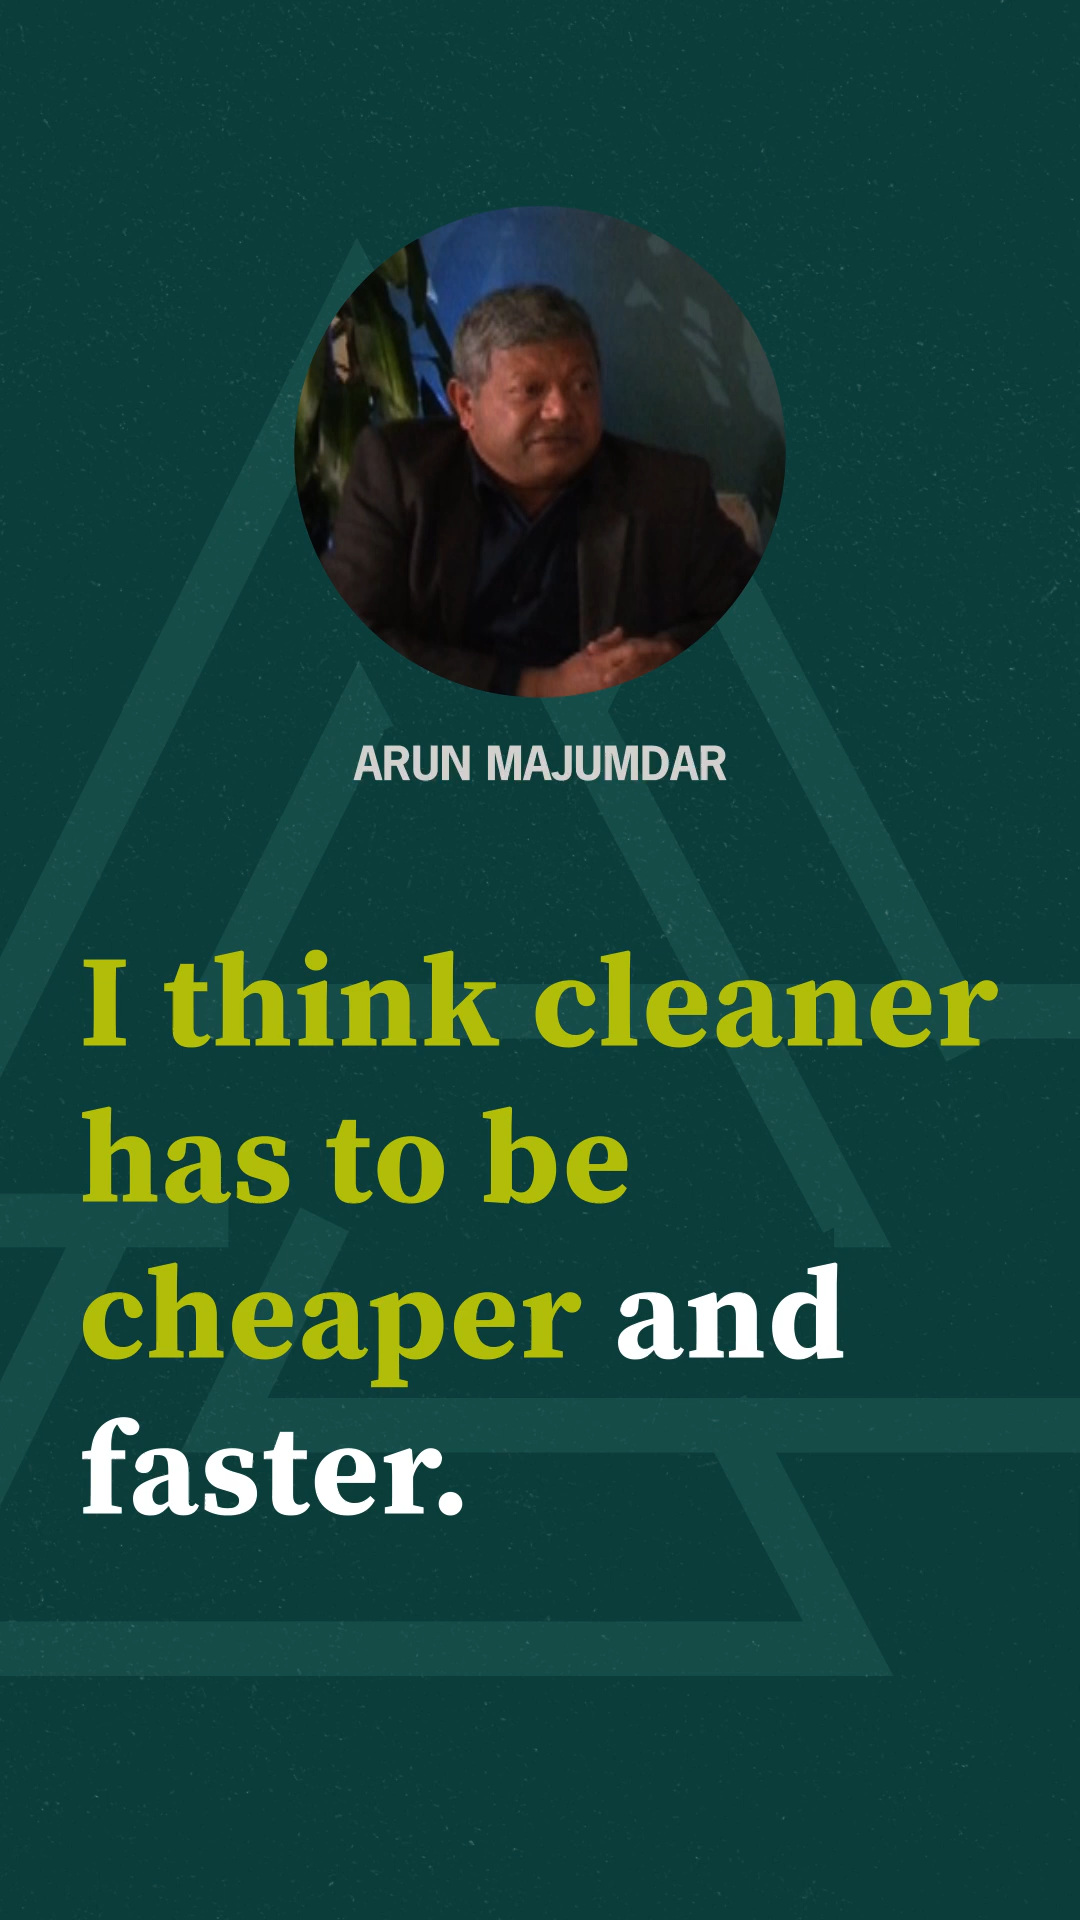 ARUN MAJUMDAR
I think cleaner
has to be
cheaper and
faster.